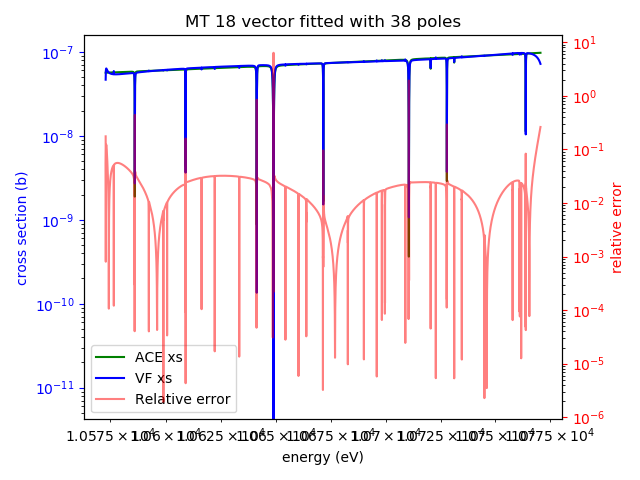 MT 18 vector fitted with 38 poles
10⁻⁷
10⁻⁸
10⁻⁹
10⁻¹⁰
10⁻¹¹
cross section (b)
10¹
10⁰
10⁻¹
10⁻²
10⁻³
10⁻⁴
10⁻⁵
10⁻⁶
relative error
ACE xs
VF xs
Relative error
energy (eV)